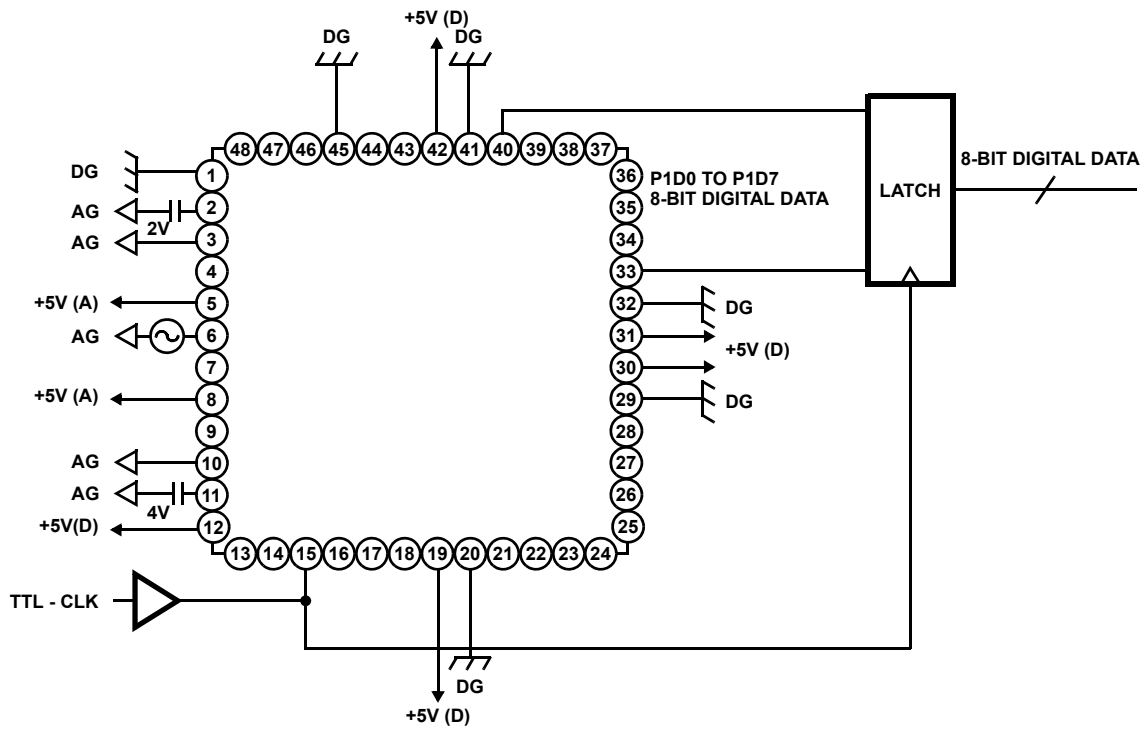 +5V (D)
DG
DG
48 47 46 45 44 43 42 41 40 39 38 37
DG
1
AG
2
2V
AG
3
4
+5V (A)
5
AG
6
7
+5V (A)
8
9
AG
10
AG
11
4V
+5V(D)
12
36
P1D0 TO P1D7
8-BIT DIGITAL DATA
35
34
33
32
DG
31
+5V (D)
30
29
DG
28
27
26
25
LATCH
8-BIT DIGITAL DATA
13 14 15 16 17 18 19 20 21 22 23 24
TTL - CLK
DG
+5V (D)